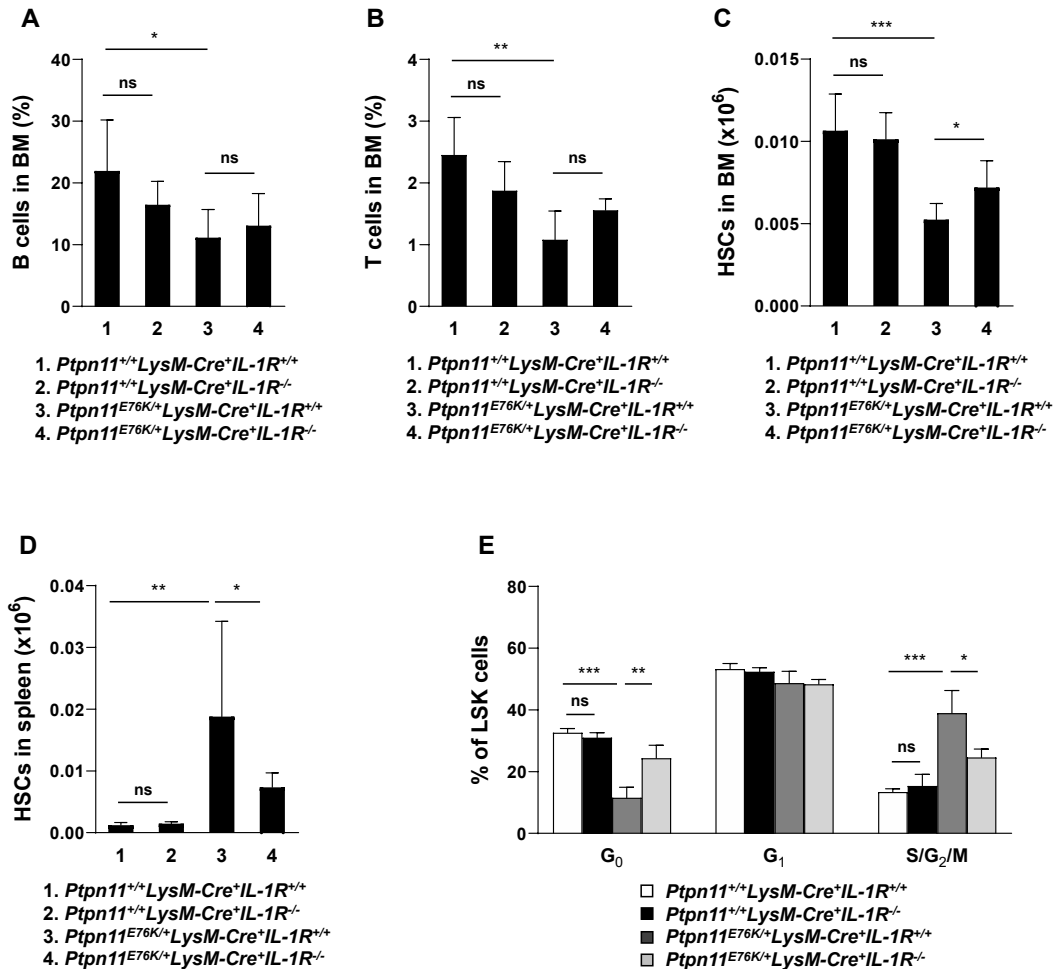 A
B
C
*
ns
ns
B cells in BM (%)
40
30
20
10
0
1 2 3 4
1. Ptpn11+/+LysM-Cre+IL-1R+/+
2. Ptpn11+/+LysM-Cre+IL-1R-/-
3. Ptpn11E76K/+LysM-Cre+IL-1R+/+
4. Ptpn11E76K/+LysM-Cre+IL-1R-/-
**
ns
ns
T cells in BM (%)
4
3
2
1
0
1 2 3 4
1. Ptpn11+/+LysM-Cre+IL-1R+/+
2. Ptpn11+/+LysM-Cre+IL-1R-/-
3. Ptpn11E76K/+LysM-Cre+IL-1R+/+
4. Ptpn11E76K/+LysM-Cre+IL-1R-/-
***
ns
*
HSCs in BM (x10^6)
0.015
0.010
0.005
0.000
1 2 3 4
1. Ptpn11+/+LysM-Cre+IL-1R+/+
2. Ptpn11+/+LysM-Cre+IL-1R-/-
3. Ptpn11E76K/+LysM-Cre+IL-1R+/+
4. Ptpn11E76K/+LysM-Cre+IL-1R-/-
D
**
*
ns
HSCs in spleen (x10^6)
0.04
0.03
0.02
0.01
0.00
1 2 3 4
1. Ptpn11+/+LysM-Cre+IL-1R+/+
2. Ptpn11+/+LysM-Cre+IL-1R-/-
3. Ptpn11E76K/+LysM-Cre+IL-1R+/+
4. Ptpn11E76K/+LysM-Cre+IL-1R-/-
E
% of LSK cells
80
60
40
20
0
*** **
ns
*** *
ns
G0 G1 S/G2/M
Ptpn11+/+LysM-Cre+IL-1R+/+
Ptpn11+/+LysM-Cre+IL-1R-/-
Ptpn11E76K/+LysM-Cre+IL-1R+/+
Ptpn11E76K/+LysM-Cre+IL-1R-/-